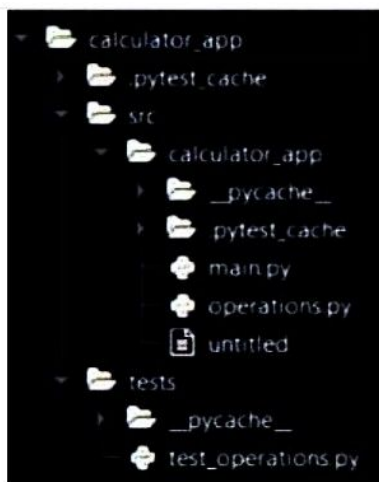 calculator_app
.pytest_cache
src
calculator_app
__pycache__
pytest_cache
main.py
operations.py
untitled
tests
__pycache__
test_operations.py